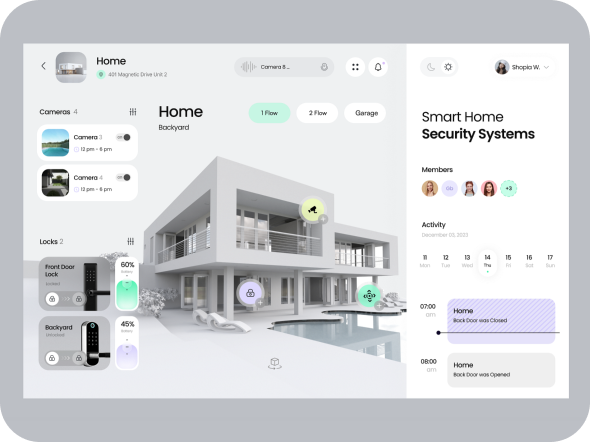 Home
401 Magnetic Drive Unit 2
Camera 8 ...
Shopia W.
Cameras 4
Camera 3
12 pm - 8 pm
Camera 4
12 pm - 8 pm
Home
Backyard
1 Flow
2 Flow
Garage
Locks 2
Front Door
Lock
60%
Battery
Backyard
45%
Battery
Smart Home
Security Systems
Members
+3
Activity
December 03, 2022
11 12 13 14 15 16 17
Mon Tue Wed Thu Fri Sat Sun
07:00
am
Home
Back Door was Closed
08:00
am
Home
Back Door was Opened